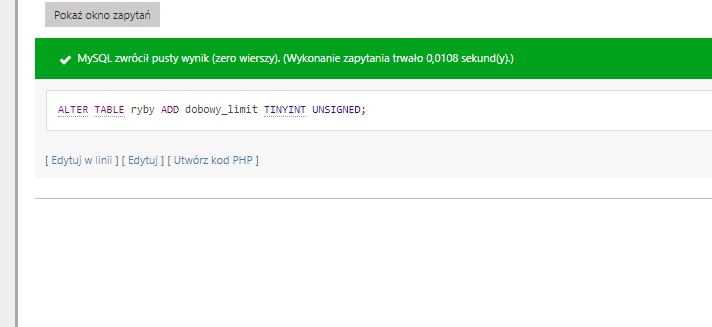 Pokaż okno zapytań
MySQL zwrócił pusty wynik (zero wierszy). (Wykonanie zapytania trwało 0,0108 sekund(y).)
ALTER TABLE ryby ADD dobowy_limit TINYINT UNSIGNED;
[ Edytuj w linii ] [ Edytuj ] [ Utwórz kod PHP ]